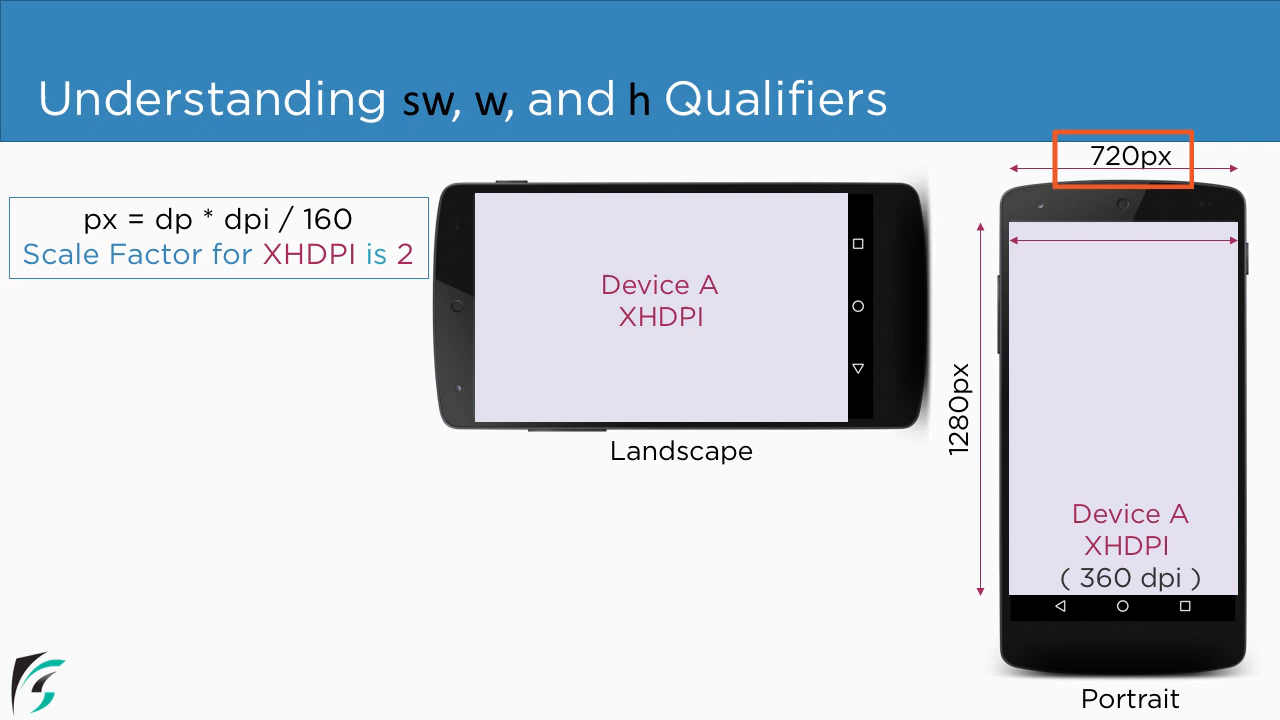 Understanding sw, w, and h Qualifiers
px = dp * dpi / 160
Scale Factor for XHDPI is 2
Device A
XHDPI
Landscape
720px
1280px
Device A
XHDPI
( 360 dpi )
Portrait